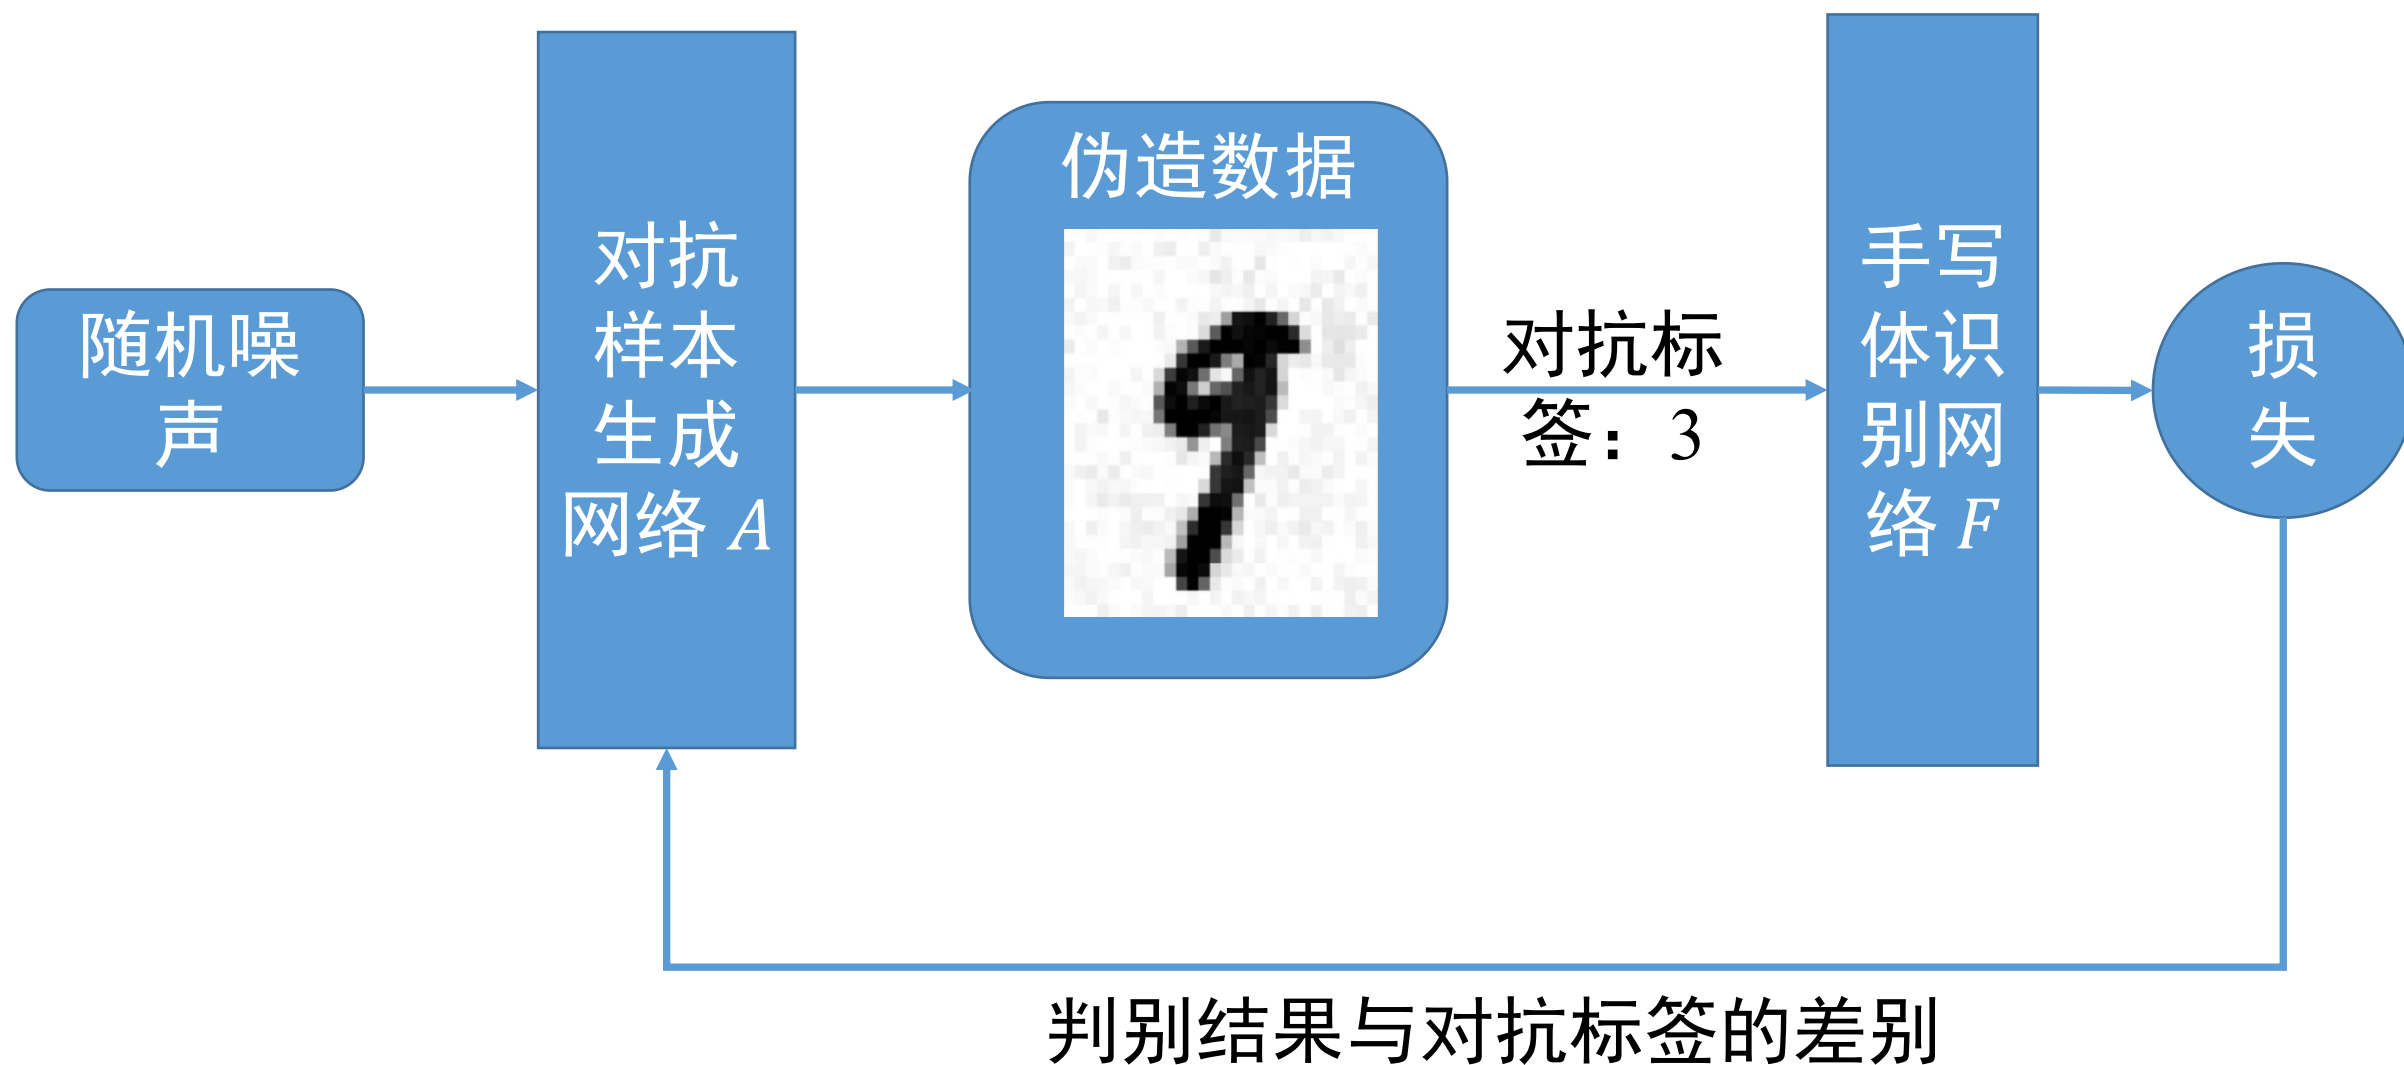 随机噪
声
对抗
样本
生成
网络 A
伪造数据
对抗标
签：3
手写
体识
别网
络 F
损
失
判别结果与对抗标签的差别